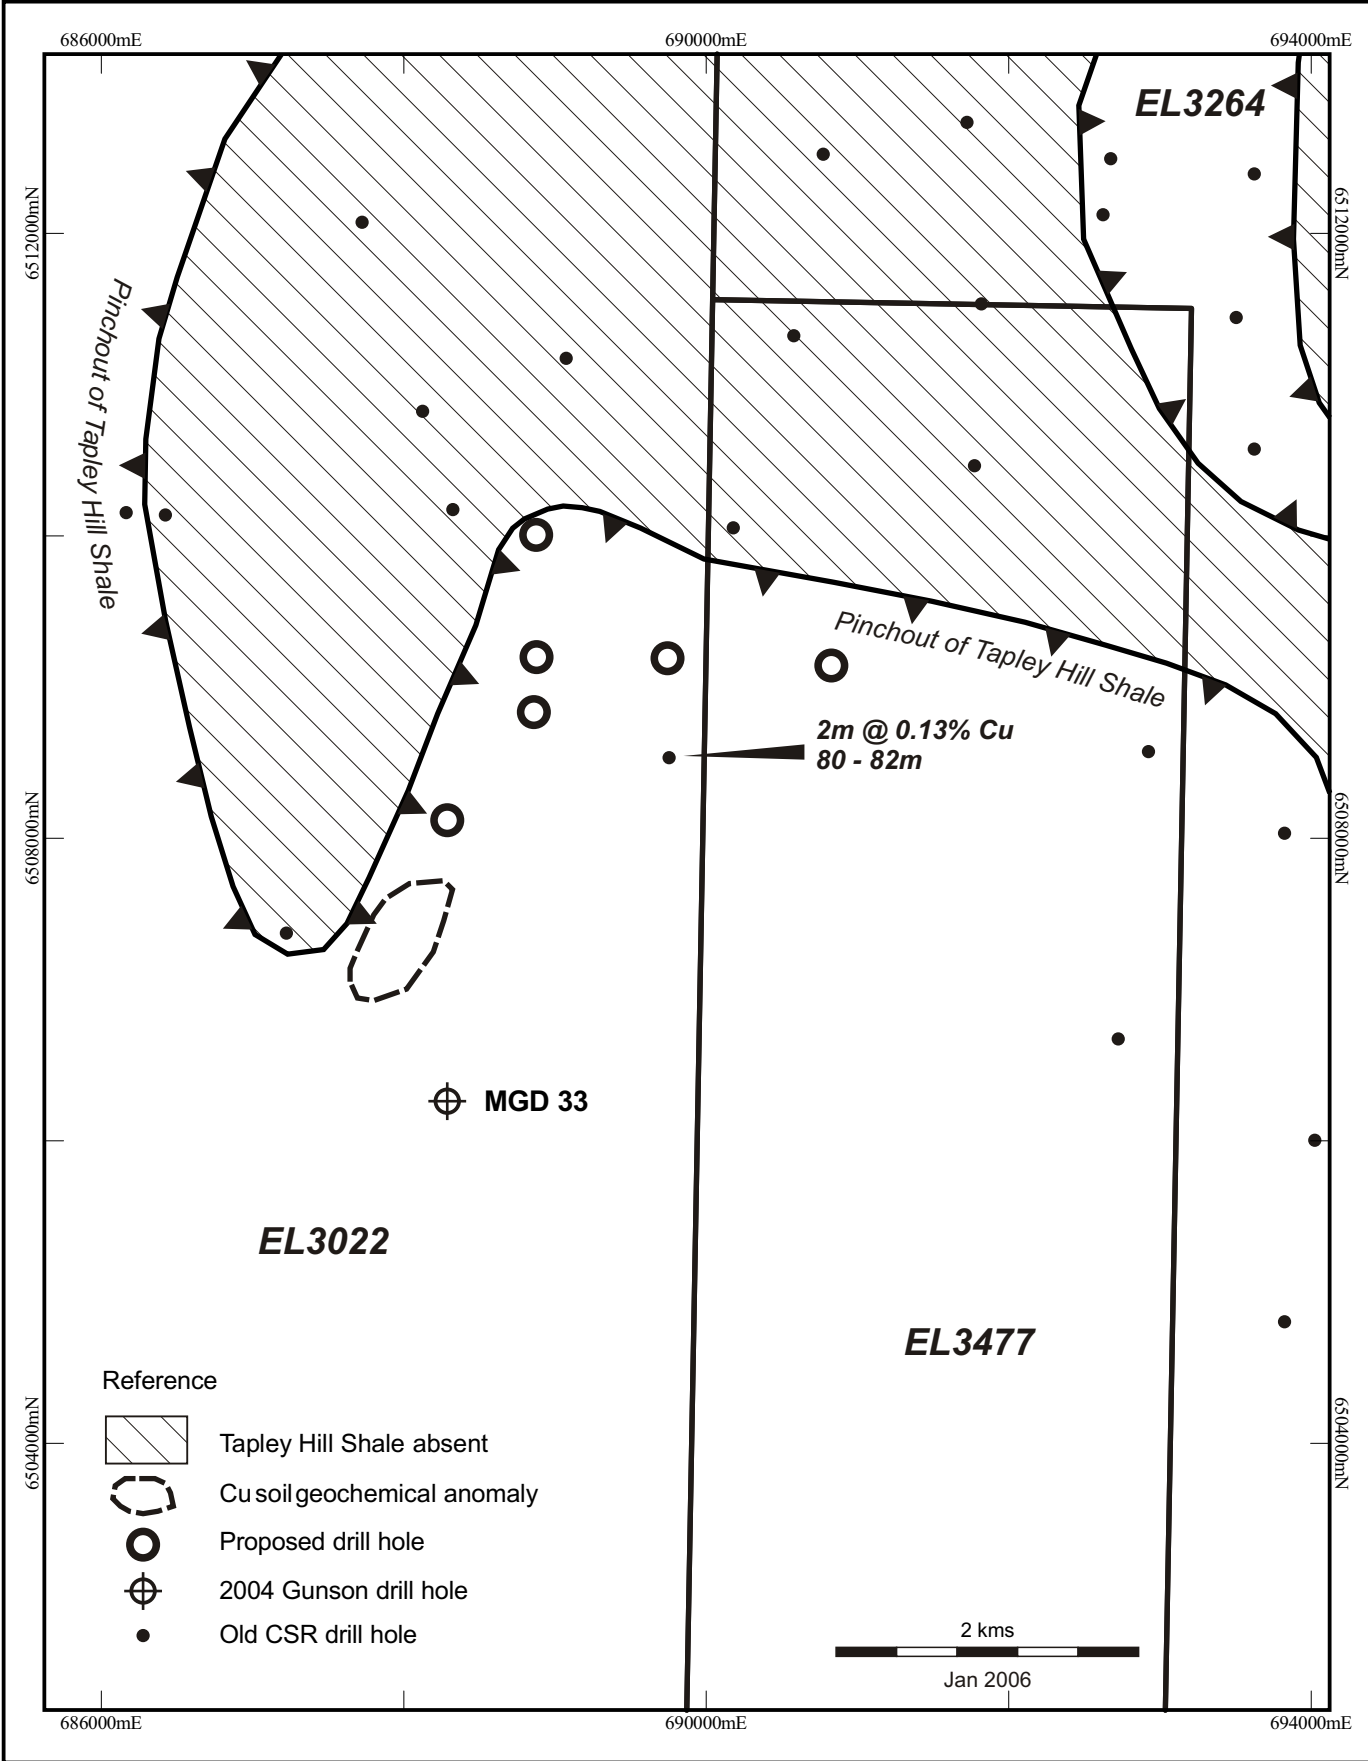 686000mE
690000mE
694000mE
EL3264
6512000mN
6512000mN
Pinchout of Tapley Hill Shale
Pinchout of Tapley Hill Shale
2m @ 0.13% Cu
80 - 82m
6508000mN
6508000mN
MGD 33
EL3022
EL3477
Reference
Tapley Hill Shale absent
Cu soil geochemical anomaly
Proposed drill hole
2004 Gunson drill hole
Old CSR drill hole
6504000mN
6504000mN
2 kms
Jan 2006
686000mE
690000mE
694000mE